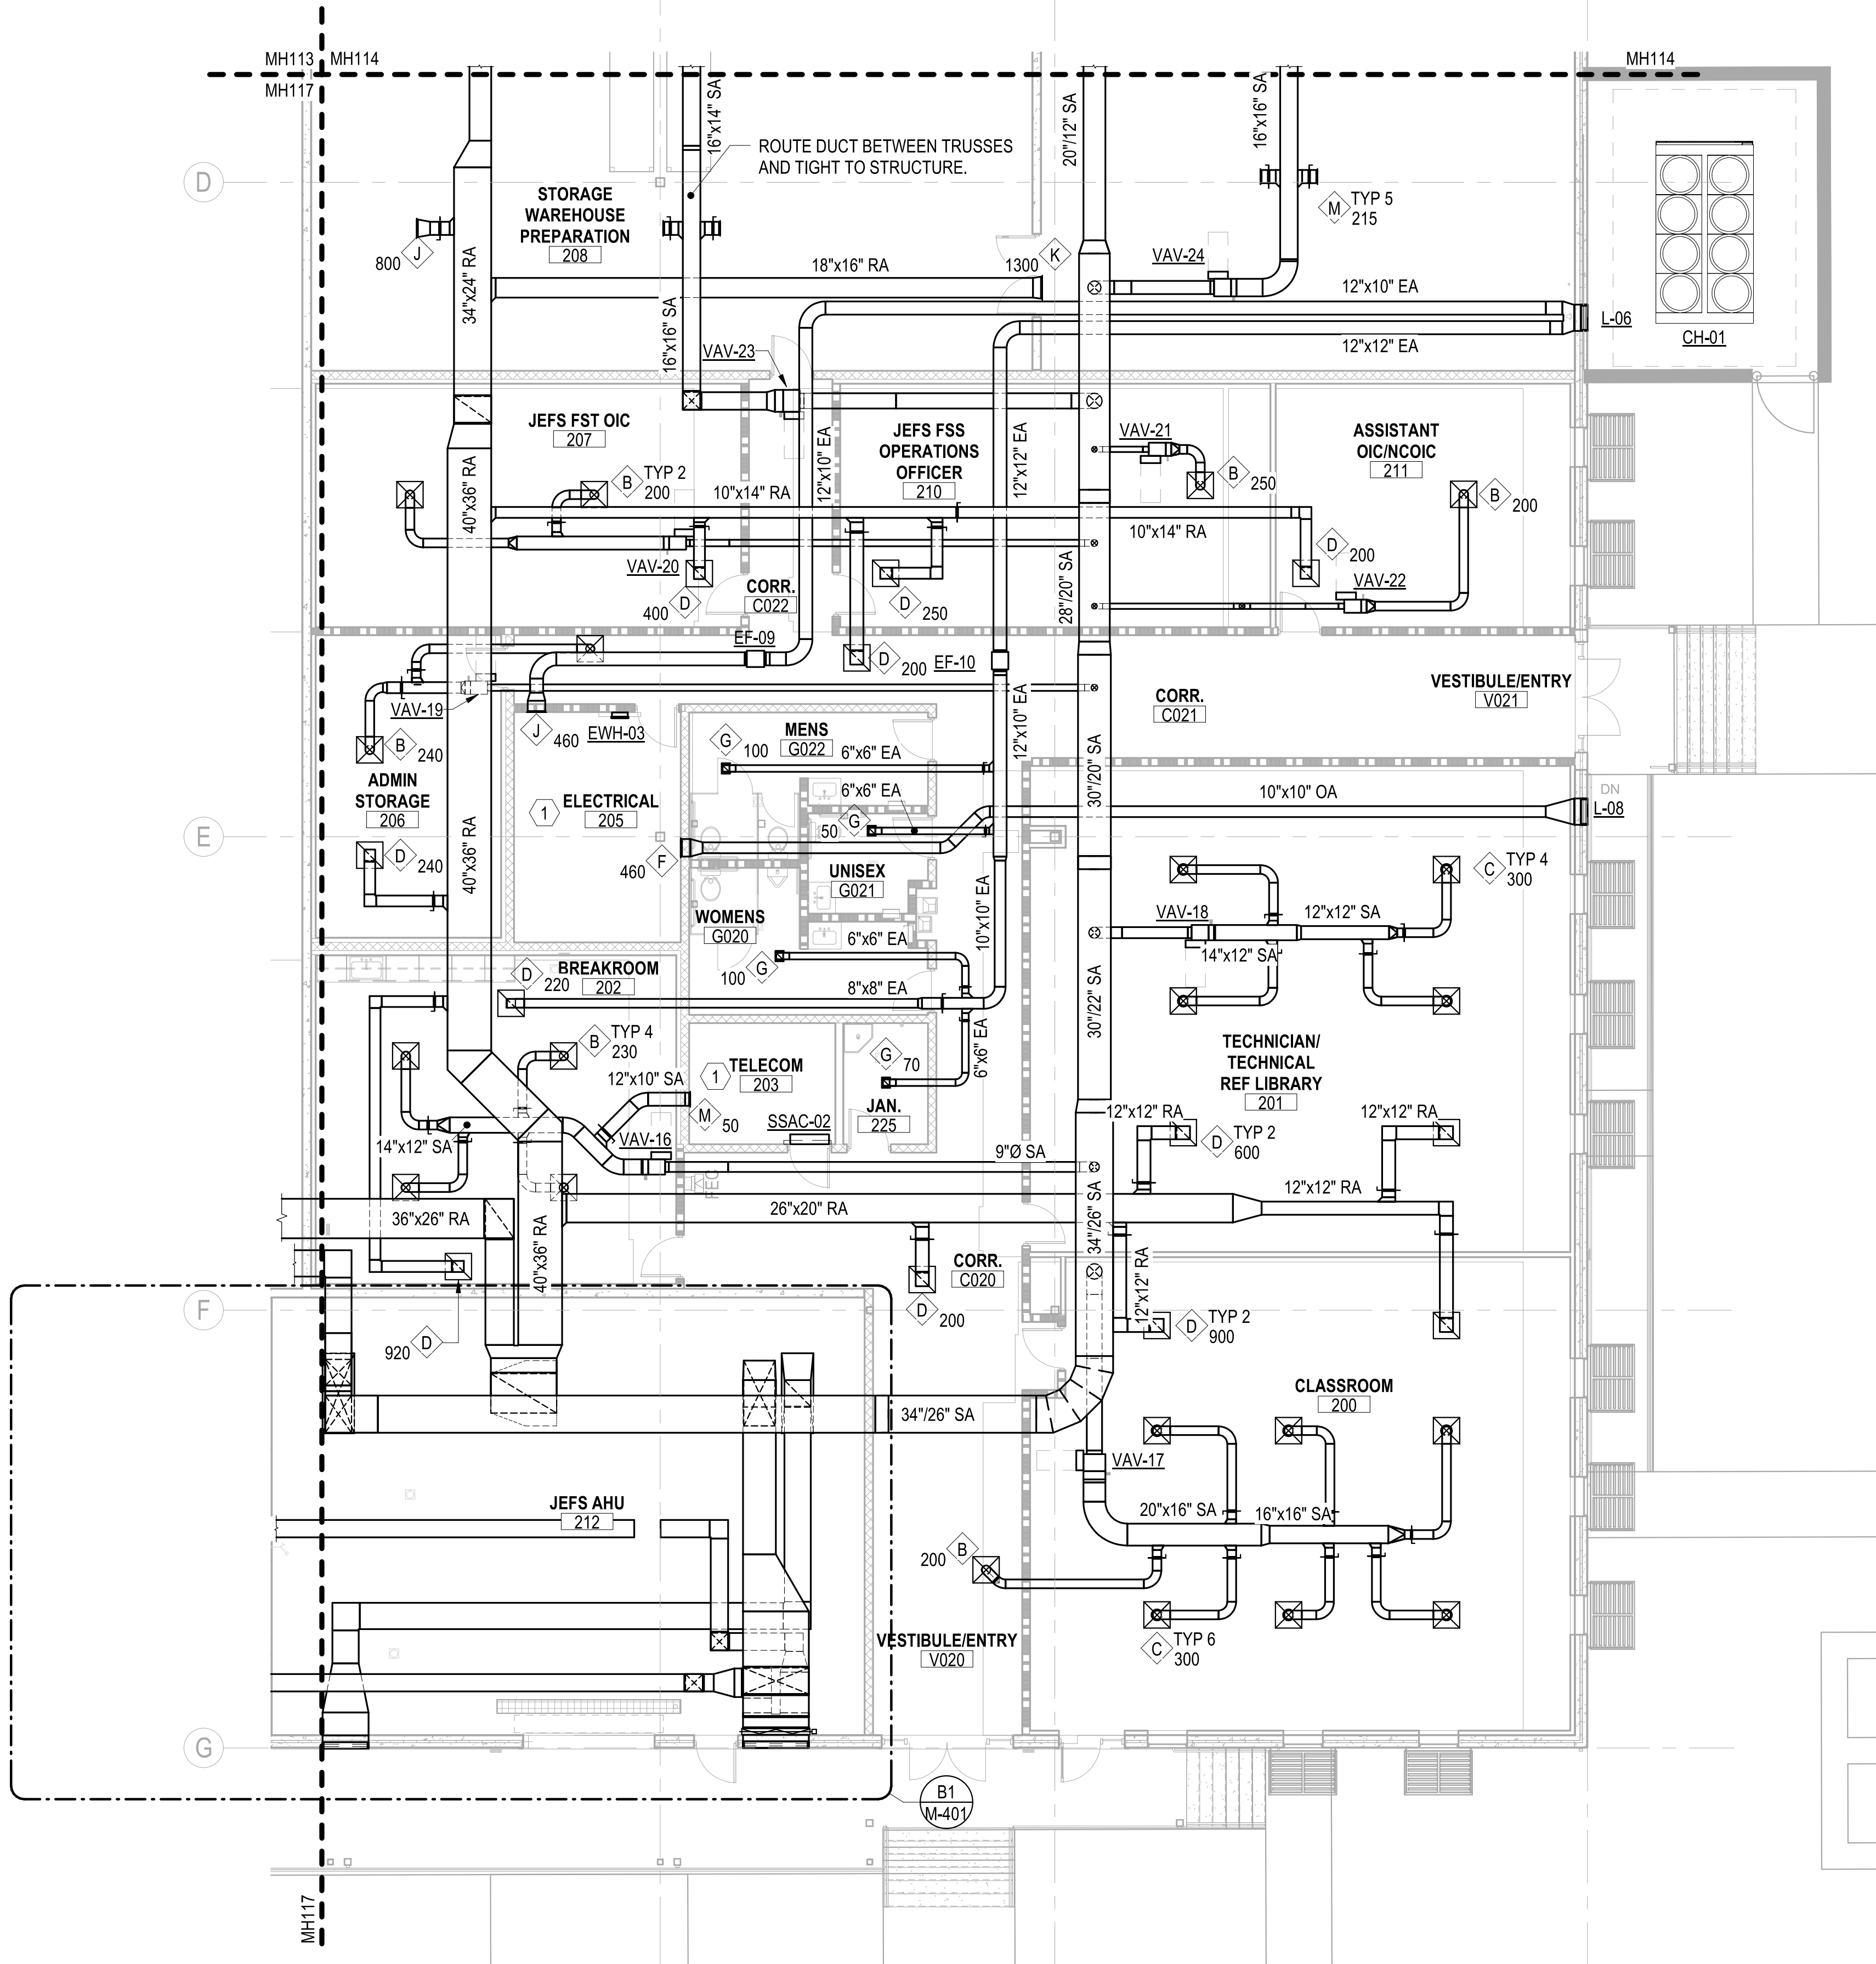 MH113
MH114
MH114
MH117
16"x14" SA
ROUTE DUCT BETWEEN TRUSSES
AND TIGHT TO STRUCTURE.
20"/12" SA
16"x16" SA
D
STORAGE
WAREHOUSE
PREPARATION
208
M
TYP 5
215
J
800
34"x24" RA
18"x16" RA
1300
K
VAV-24
12"x10" EA
16"x16" SA
L-06
CH-01
12"x12" EA
VAV-23
JEFS FST OIC
207
12"x10" EA
JEFS FSS
OPERATIONS
OFFICER
210
12"x12" EA
VAV-21
ASSISTANT
OIC/NCOIC
211
40"x36" RA
B
TYP 2
200
10"x14" RA
B
250
B
200
10"x14" RA
VAV-20
D
200
VAV-22
28"/20" SA
CORR.
C022
D
400
D
250
EF-09
D
200
EF-10
VAV-19
J
460
EWH-03
CORR.
C021
VESTIBULE/ENTRY
V021
B
240
MENS
G022
G
100
6"x6" EA
12"x10" EA
30"/20" SA
ADMIN
STORAGE
206
1
ELECTRICAL
205
6"x6" EA
10"x10" OA
DN
L-08
G
50
E
D
240
40"x36" RA
F
460
UNISEX
G021
C
TYP 4
300
WOMENS
G020
10"x10" EA
VAV-18
12"x12" SA
6"x6" EA
14"x12" SA
D
220
BREAKROOM
202
G
100
8"x8" EA
30"/22" SA
B
TYP 4
230
1
TELECOM
203
G
70
6"x6" EA
TECHNICIAN/
TECHNICAL
REF LIBRARY
201
12"x10" SA
M
50
JAN.
225
12"x12" RA
12"x12" RA
SSAC-02
14"x12" SA
VAV-16
D
TYP 2
600
9"Ø SA
FEC
12"x12" RA
36"x26" RA
26"x20" RA
34"/26" SA
40"x36" RA
CORR.
C020
12"x12" RA
F
D
200
D
TYP 2
900
920
D
CLASSROOM
200
34"/26" SA
VAV-17
JEFS AHU
212
20"x16" SA
16"x16" SA
200
B
VESTIBULE/ENTRY
V020
C
TYP 6
300
G
B1
M-401
MH117